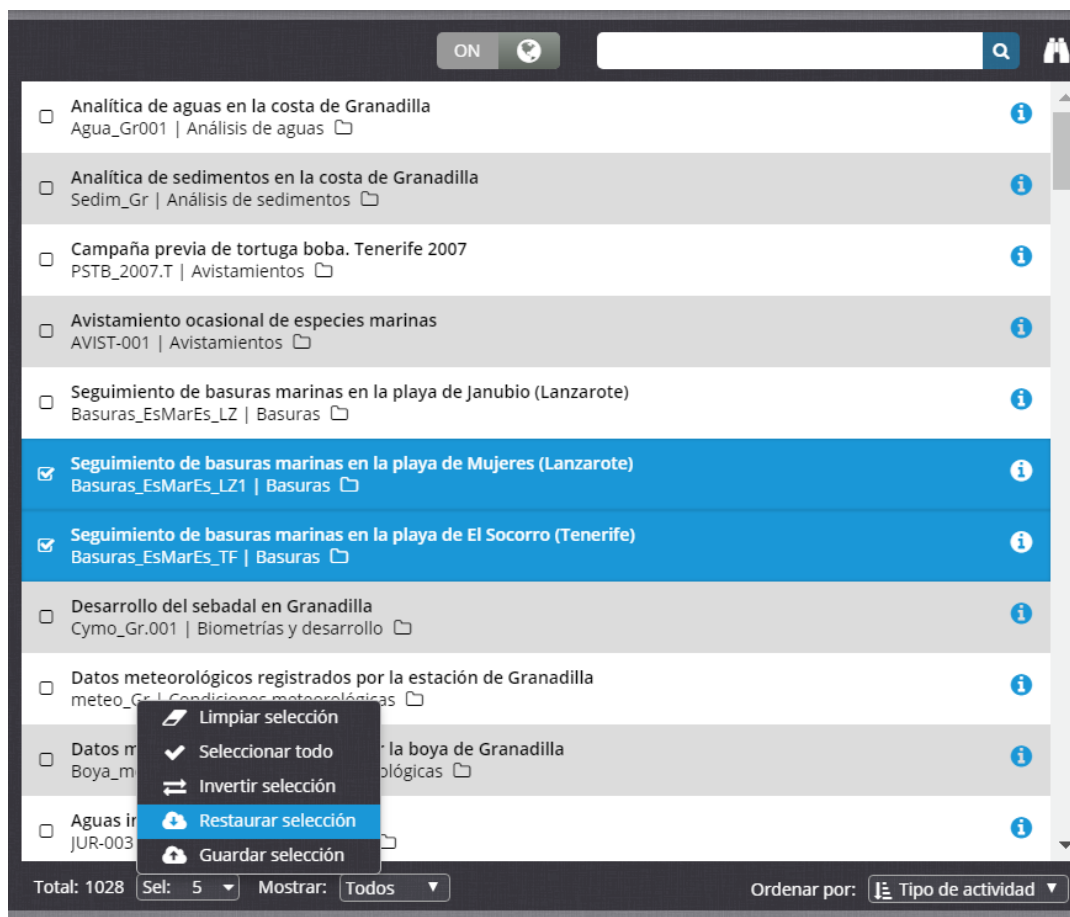 ON
Analítica de aguas en la costa de Granadilla
Agua_Gr001 | Análisis de aguas
Analítica de sedimentos en la costa de Granadilla
Sedim_Gr | Análisis de sedimentos
Campaña previa de tortuga boba. Tenerife 2007
PSTB_2007.T | Avistamientos
Avistamiento ocasional de especies marinas
AVIST-001 | Avistamientos
Seguimiento de basuras marinas en la playa de Janubio (Lanzarote)
Basuras_EsMarEs_LZ | Basuras
Seguimiento de basuras marinas en la playa de Mujeres (Lanzarote)
Basuras_EsMarEs_LZ1 | Basuras
Seguimiento de basuras marinas en la playa de El Socorro (Tenerife)
Basuras_EsMarEs_TF | Basuras
Desarrollo del sebadal en Granadilla
Cymo_Gr.001 | Biometrías y desarrollo
Datos meteorológicos registrados por la estación de Granadilla
meteo_Gr | Condiciones meteorológicas
Limpiar selección
Datos m
Seleccionar todo
r la boya de Granadilla
Boya_m
ológicas
Invertir selección
Aguas in
Restaurar selección
JUR-003
Guardar selección
Total: 1028 Sel: 5 Mostrar: Todos Ordenar por: Tipo de actividad